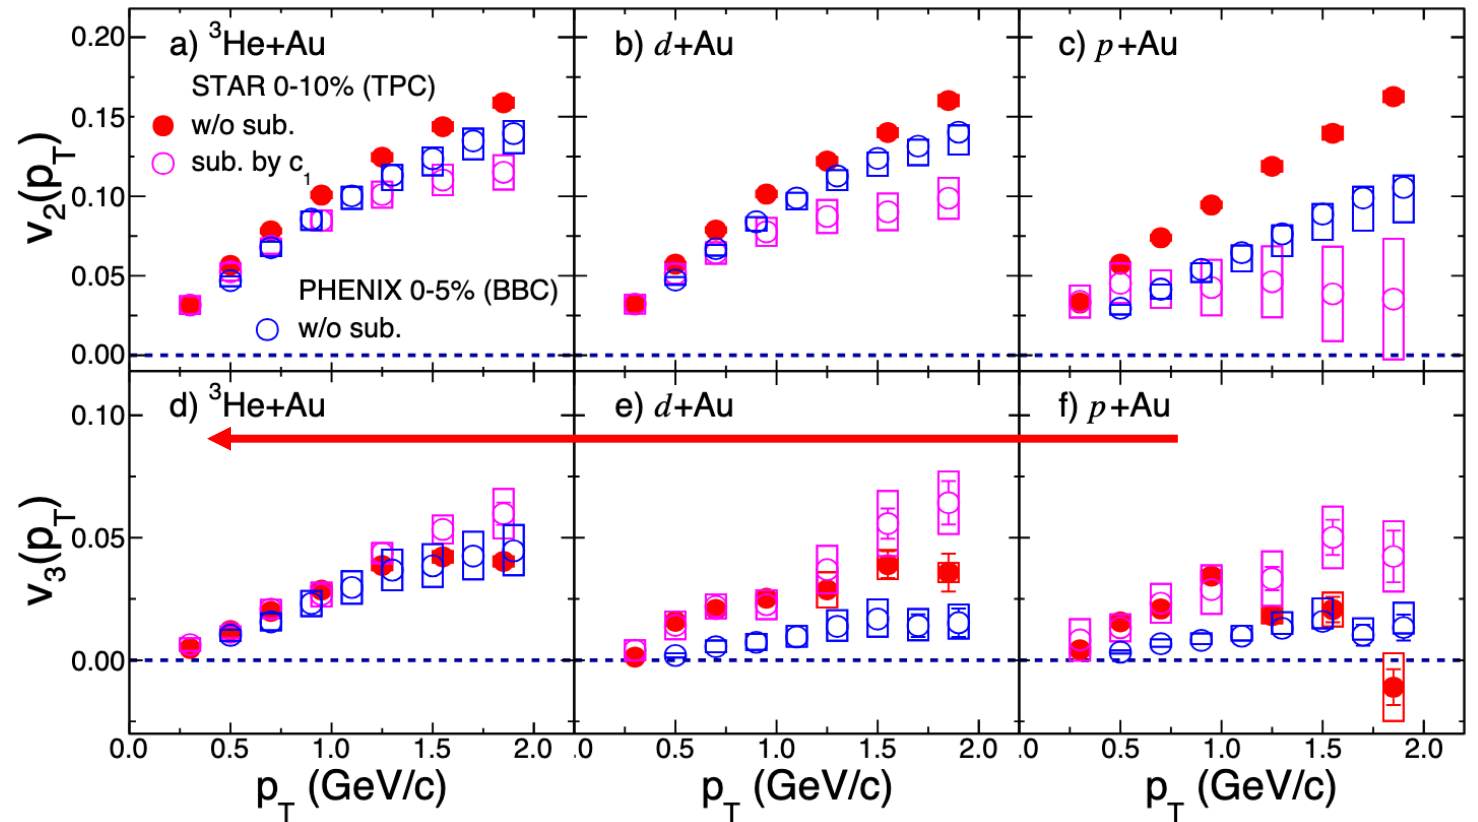 a) ³He+Au
b) d+Au
c) p+Au
STAR 0-10% (TPC)
w/o sub.
sub. by c₁
PHENIX 0-5% (BBC)
w/o sub.
v₂(p_T)
0.20
0.15
0.10
0.05
0.00
d) ³He+Au
e) d+Au
f) p+Au
v₃(p_T)
0.10
0.05
0.00
0.0 0.5 1.0 1.5 2.0 0.0 0.5 1.0 1.5 2.0 0.0 0.5 1.0 1.5 2.0
p_T (GeV/c) p_T (GeV/c) p_T (GeV/c)